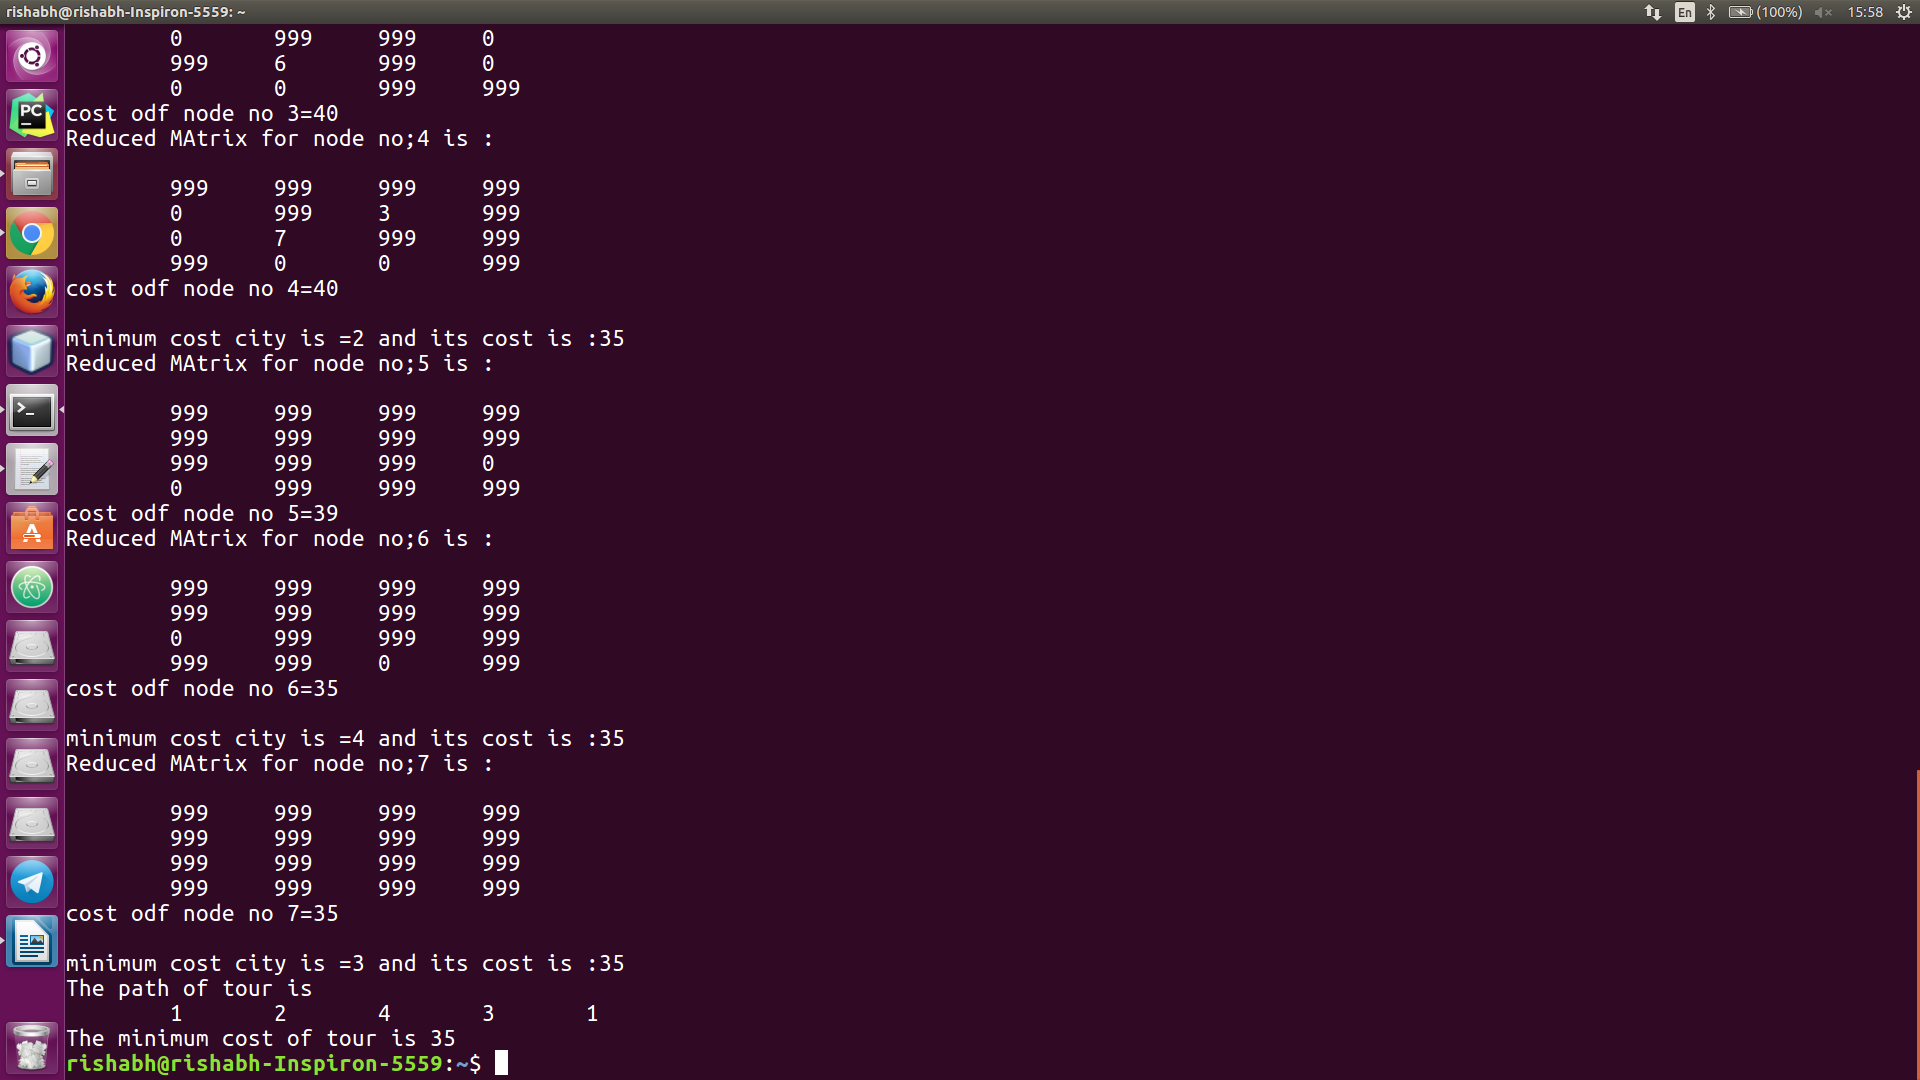 rishabh@rishabh-Inspiron-5559: ~
En (100%) 15:58
0 999 999 0
999 6 999 0
0 0 999 999
cost odf node no 3=40
Reduced MAtrix for node no;4 is :
999 999 999 999
0 999 3 999
0 7 999 999
999 0 0 999
cost odf node no 4=40
minimum cost city is =2 and its cost is :35
Reduced MAtrix for node no;5 is :
999 999 999 999
999 999 999 999
999 999 999 0
0 999 999 999
cost odf node no 5=39
Reduced MAtrix for node no;6 is :
999 999 999 999
999 999 999 999
0 999 999 999
999 999 0 999
cost odf node no 6=35
minimum cost city is =4 and its cost is :35
Reduced MAtrix for node no;7 is :
999 999 999 999
999 999 999 999
999 999 999 999
999 999 999 999
cost odf node no 7=35
minimum cost city is =3 and its cost is :35
The path of tour is
1 2 4 3 1
The minimum cost of tour is 35
rishabh@rishabh-Inspiron-5559:~$
PC
>_
A